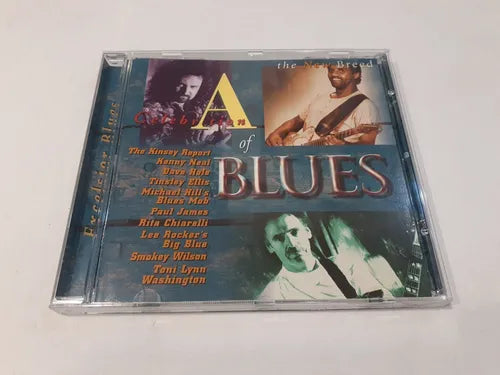 the New Breed
A
Celebration
of
BLUES
The Kinsey Report
Kenny Neal
Dave Hole
Tinsley Ellis
Michael Hill's
Blues Mob
Paul James
Rita Chiarelli
Lee Rocker's
Big Blue
Smokey Wilson
Toni Lynn
Washington
Excelsior Blues